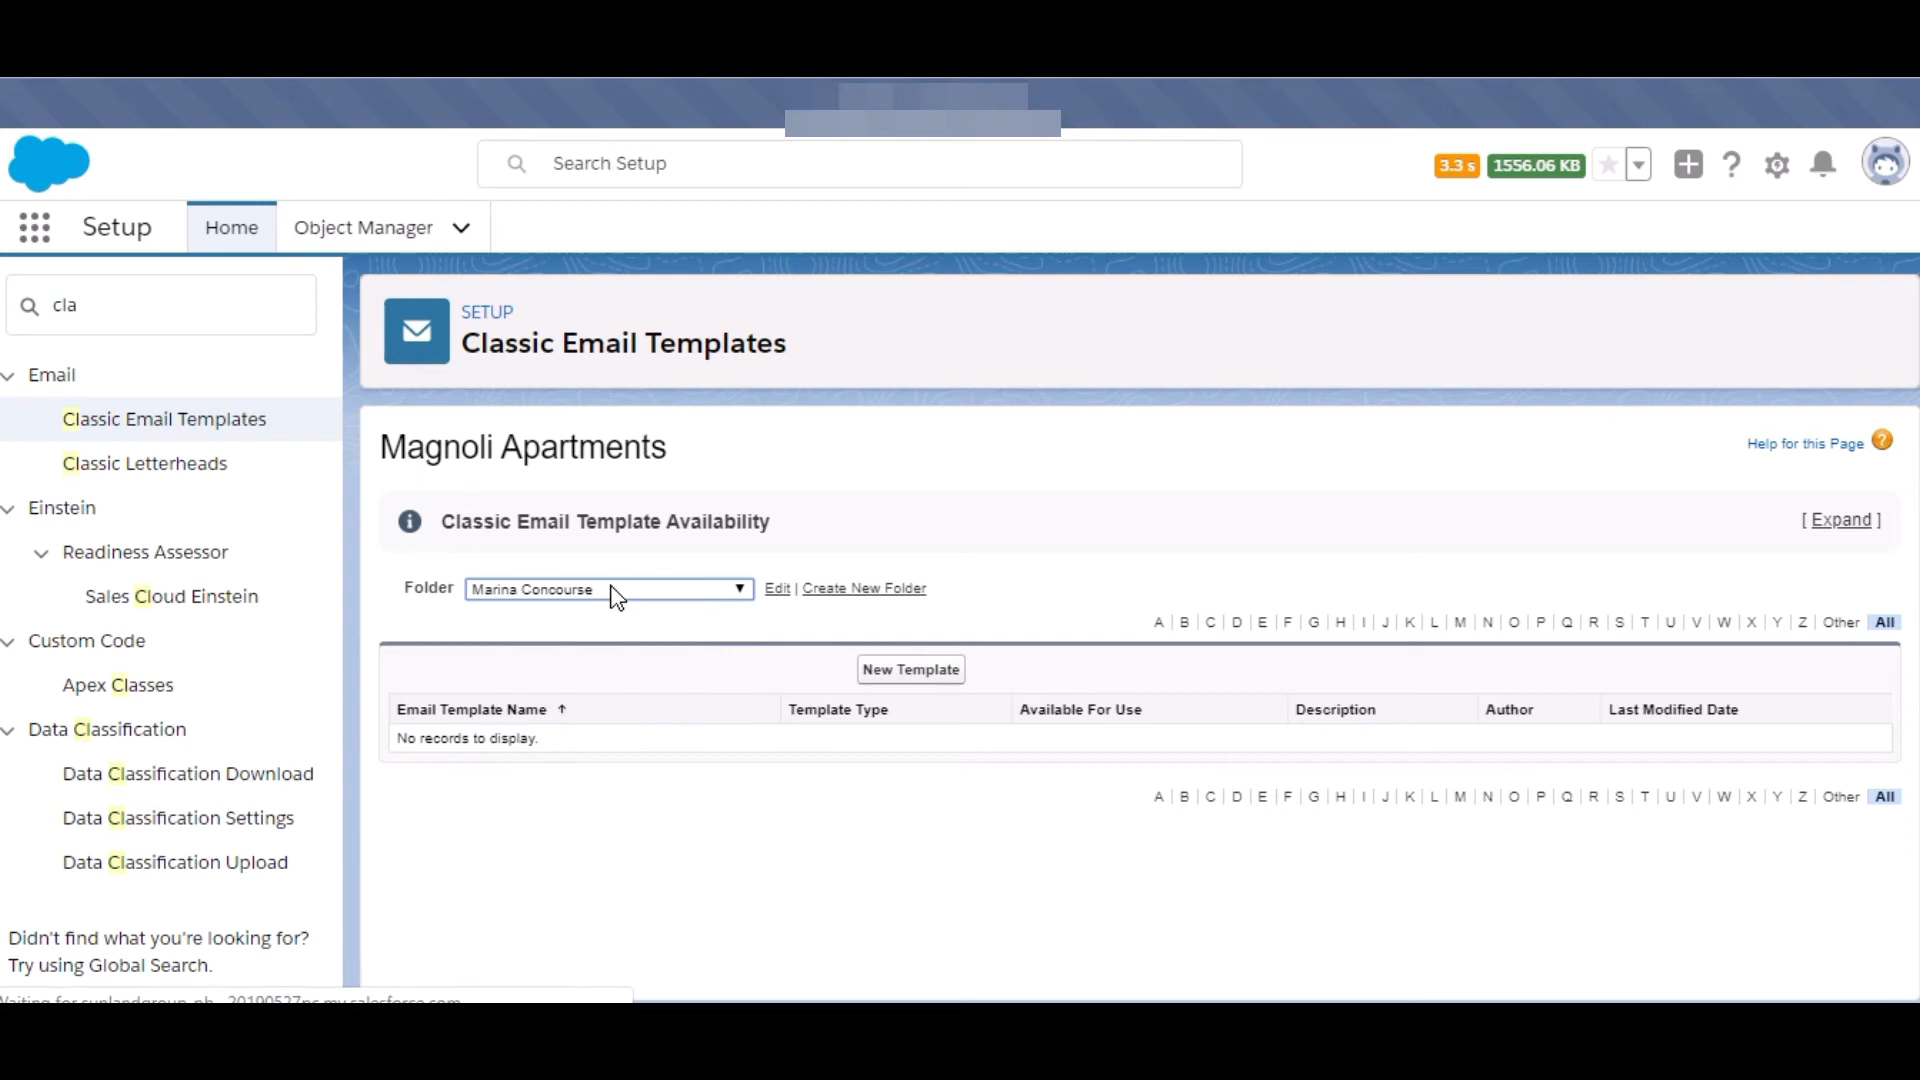 Search Setup
3.3 s
1556.06 KB
Setup
Home
Object Manager
cla
Email
Classic Email Templates
Classic Letterheads
Einstein
Readiness Assessor
Sales Cloud Einstein
Custom Code
Apex Classes
Data Classification
Data Classification Download
Data Classification Settings
Data Classification Upload
Didn't find what you're looking for?
Try using Global Search.
SETUP
Classic Email Templates
Magnoli Apartments
Help for this Page ?
Classic Email Template Availability
[ Expand ]
Folder Marina Concourse Edit | Create New Folder
A | B | C | D | E | F | G | H | I | J | K | L | M | N | O | P | Q | R | S | T | U | V | W | X | Y | Z | Other | All
New Template
Email Template Name ↑ Template Type Available For Use Description Author Last Modified Date
No records to display.
A | B | C | D | E | F | G | H | I | J | K | L | M | N | O | P | Q | R | S | T | U | V | W | X | Y | Z | Other | All